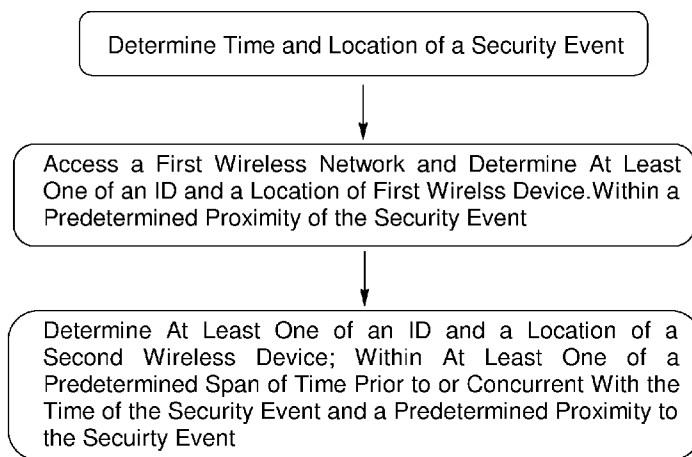 Determine Time and Location of a Security Event
Access a First Wireless Network and Determine At Least
One of an ID and a Location of First Wirelss Device.Within a
Predetermined Proximity of the Security Event
Determine At Least One of an ID and a Location of a
Second Wireless Device; Within At Least One of a
Predetermined Span of Time Prior to or Concurrent With the
Time of the Security Event and a Predetermined Proximity to
the Secuirty Event